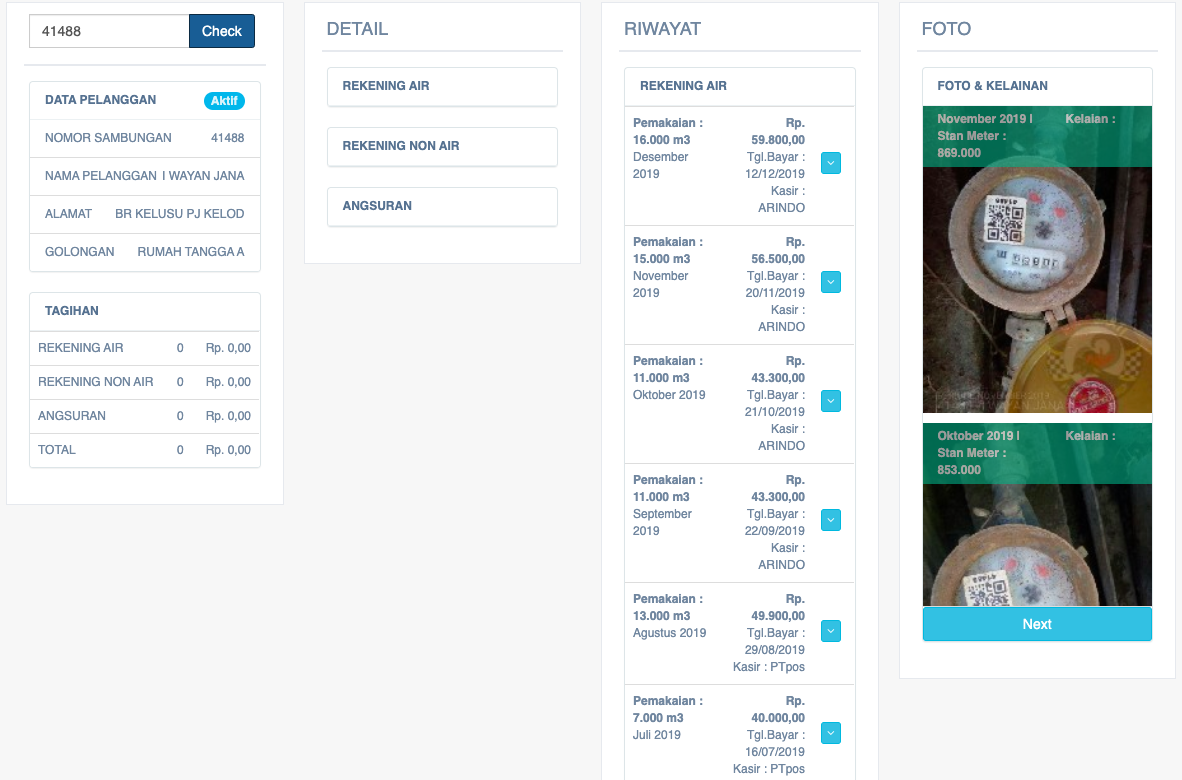 41488 Check
DATA PELANGGAN Aktif
NOMOR SAMBUNGAN 41488
NAMA PELANGGAN I WAYAN JANA
ALAMAT BR KELUSU PJ KELOD
GOLONGAN RUMAH TANGGA A
TAGIHAN
REKENING AIR 0 Rp. 0,00
REKENING NON AIR 0 Rp. 0,00
ANGSURAN 0 Rp. 0,00
TOTAL 0 Rp. 0,00
DETAIL
REKENING AIR
REKENING NON AIR
ANGSURAN
RIWAYAT
REKENING AIR
Pemakaian : Rp.
16.000 m3 59.800,00
Desember Tgl.Bayar :
2019 12/12/2019
Kasir :
ARINDO
Pemakaian : Rp.
15.000 m3 56.500,00
November Tgl.Bayar :
2019 20/11/2019
Kasir :
ARINDO
Pemakaian : Rp.
11.000 m3 43.300,00
Oktober 2019 Tgl.Bayar :
21/10/2019
Kasir :
ARINDO
Pemakaian : Rp.
11.000 m3 43.300,00
September Tgl.Bayar :
2019 22/09/2019
Kasir :
ARINDO
Pemakaian : Rp.
13.000 m3 49.900,00
Agustus 2019 Tgl.Bayar :
29/08/2019
Kasir : PTpos
Pemakaian : Rp.
7.000 m3 40.000,00
Juli 2019 Tgl.Bayar :
16/07/2019
Kasir : PTpos
FOTO
FOTO & KELAINAN
November 2019 I Kelaian :
Stan Meter :
869.000
41488
WAYAN JANA
Oktober 2019 I Kelaian :
Stan Meter :
853.000
41488
Next